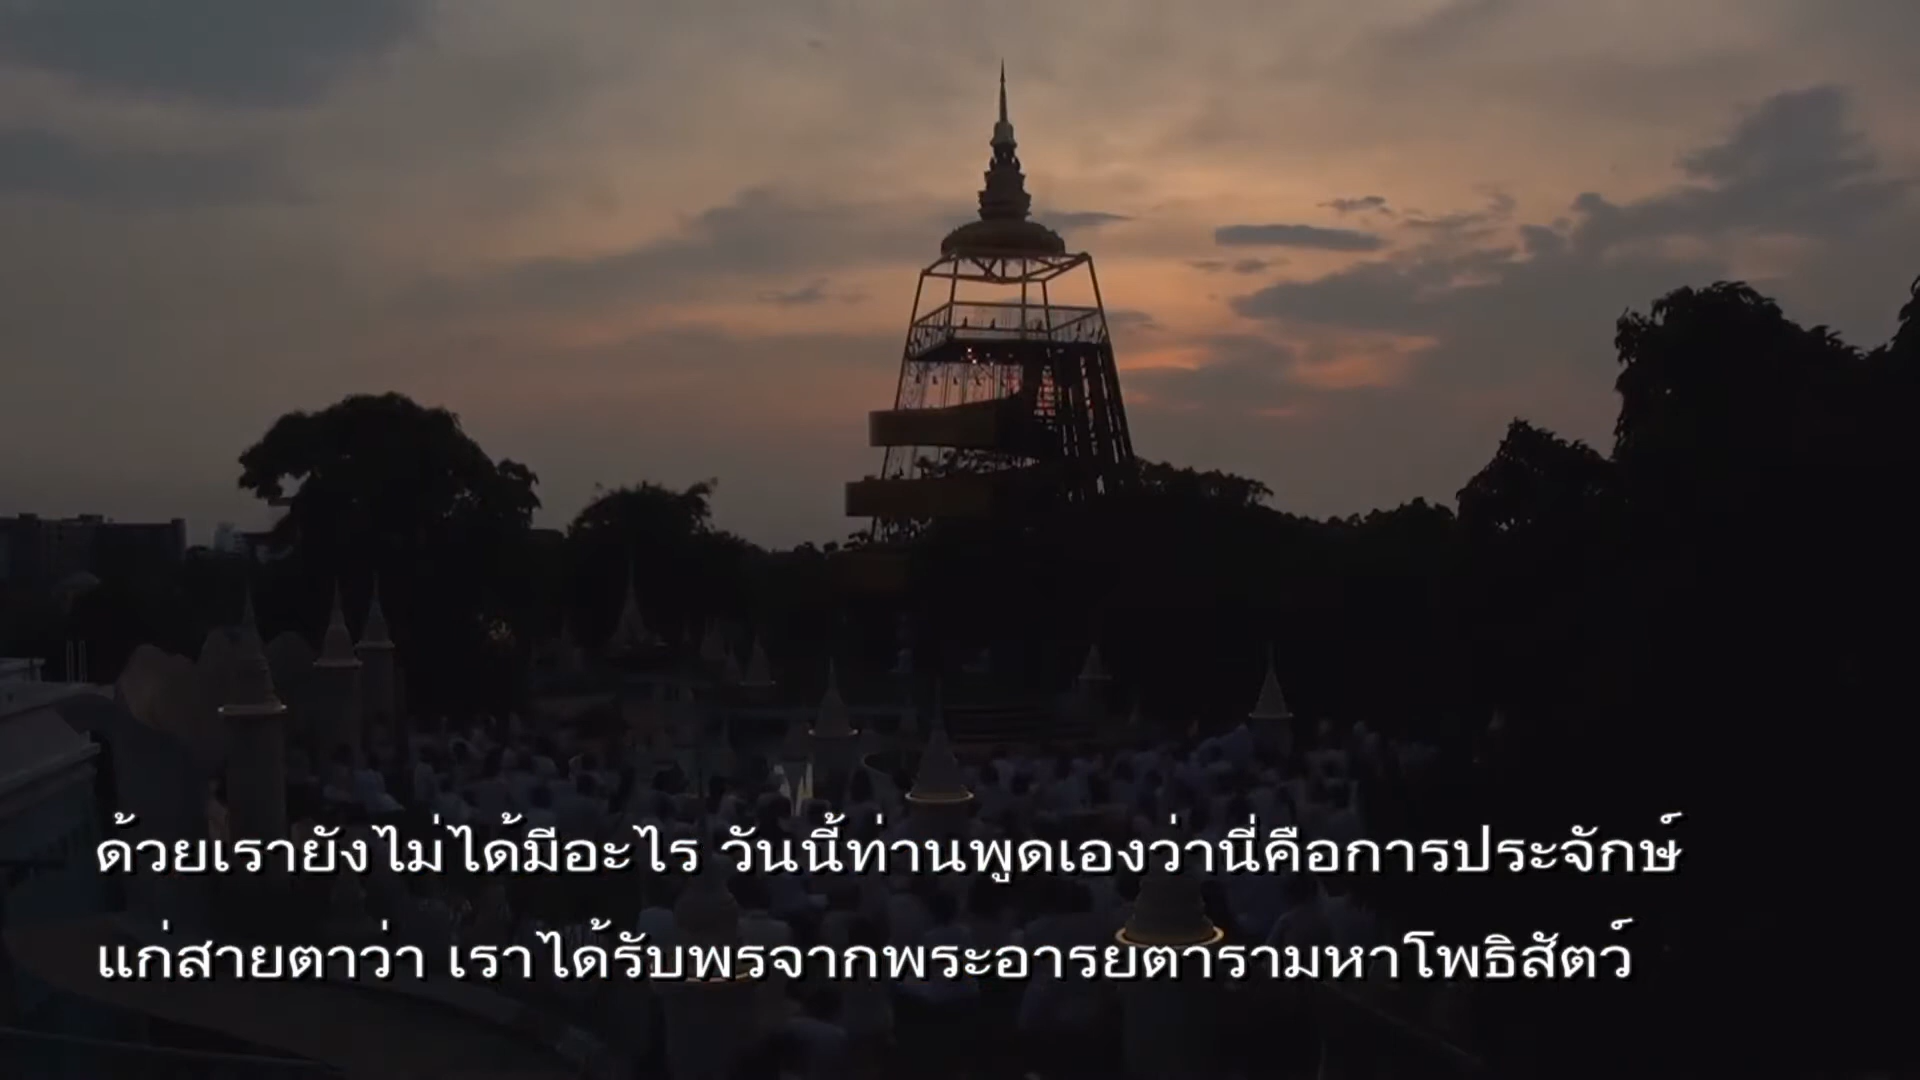 ด้วยเรายังไม่ได้มีอะไร วันนี้ท่านพูดเองว่านี่คือการประจักษ์
แก่สายตาว่า เราได้รับพรจากพระอารยตารามหาโพธิสัตว์